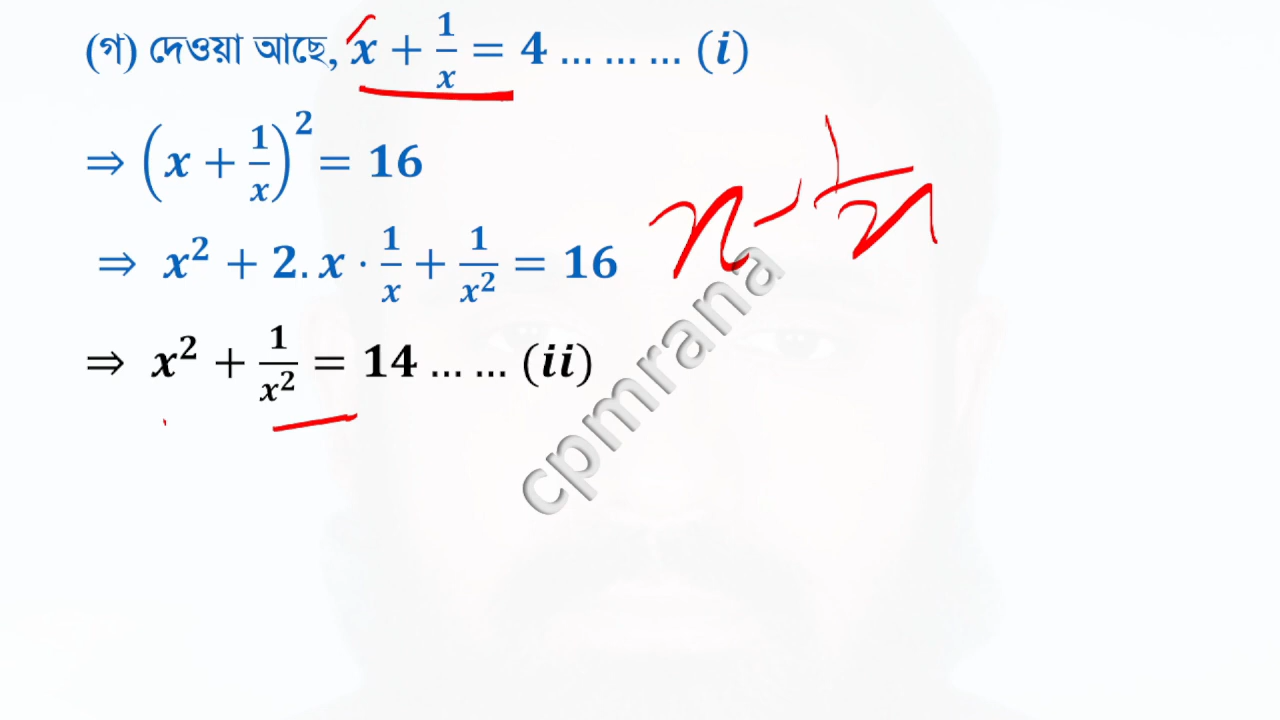 (গ) দেওয়া আছে, x + 1/x = 4 ... ... ... (i)
⇒ (x + 1/x)² = 16
⇒ x² + 2. x · 1/x + 1/x² = 16
x - 1/x
⇒ x² + 1/x² = 14 ... ... (ii)
cpmrana